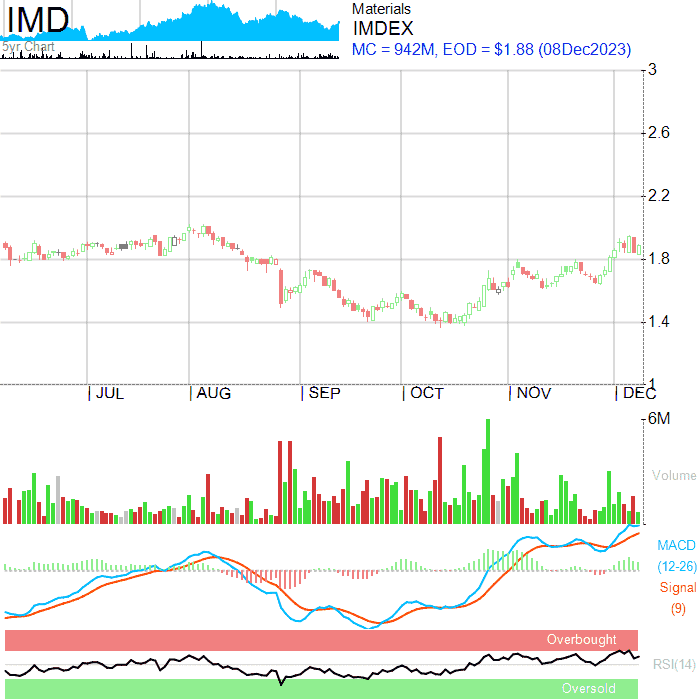 IMD
5yr Chart
Materials
IMDEX
MC = 942M, EOD = $1.88 (08Dec2023)
3
2.6
2.2
1.8
1.4
1
JUL AUG SEP OCT NOV DEC
6M
Volume
MACD
(12-26)
Signal
(9)
Overbought
RSI(14)
Oversold